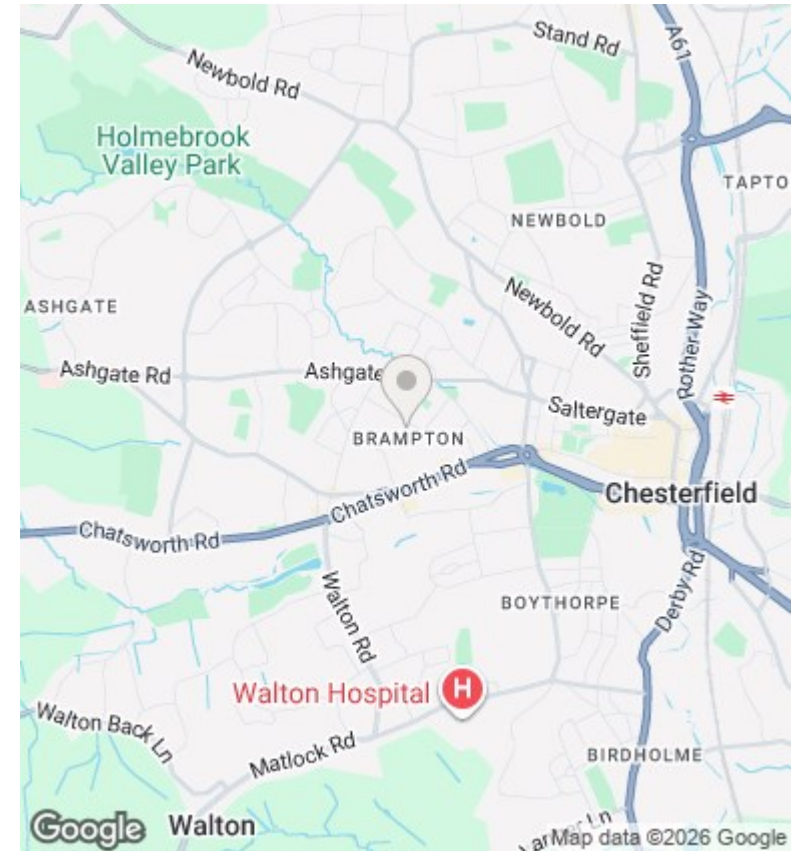 Stand Rd
A61
Newbold Rd
Holmebrook
Valley Park
TAPTO
NEWBOLD
Sheffield Rd
ASHGATE
Newbold Rd
Rother Way
Ashgate Rd
Ashgate
Saltergate
BRAMPTON
Chatsworth Rd
Chesterfield
Chatsworth Rd
Derby Rd
Walton Rd
BOYTHORPE
Walton Hospital
H
Walton Back Ln
Matlock Rd
BIRDHOLME
Walton
Google
Map data ©2026 Google